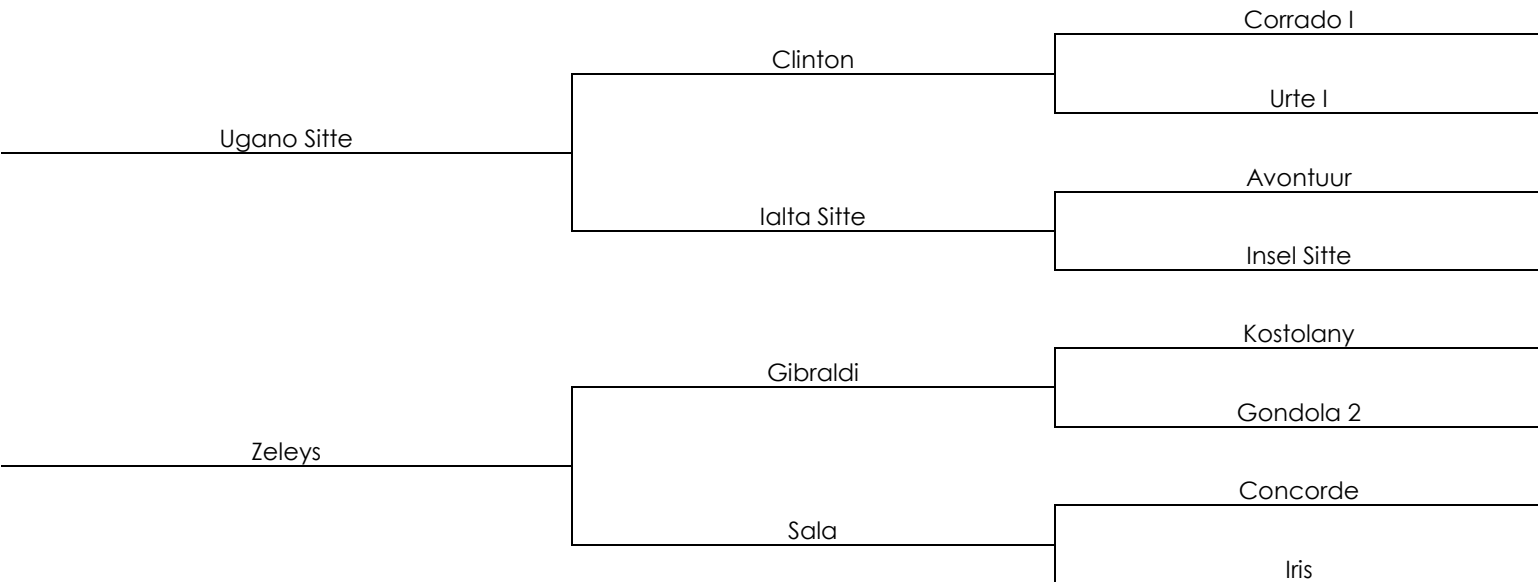 Corrado I
Clinton
Urte I
Ugano Sitte
Avontuur
Ialta Sitte
Insel Sitte
Kostolany
Gibraldi
Gondola 2
Zeleys
Concorde
Sala
Iris